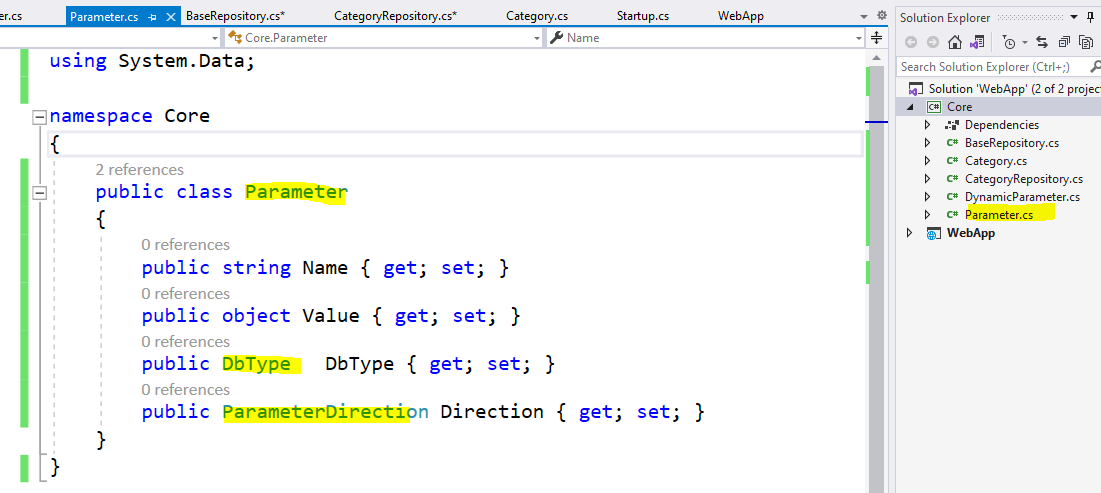 er.cs Parameter.cs BaseRepository.cs* CategoryRepository.cs* Category.cs Startup.cs WebApp
Core.Parameter Name
using System.Data;
namespace Core
{
2 references
public class Parameter
{
0 references
public string Name { get; set; }
0 references
public object Value { get; set; }
0 references
public DbType DbType { get; set; }
0 references
public ParameterDirection Direction { get; set; }
}
}
Solution Explorer
Search Solution Explorer (Ctrl+;)
Solution 'WebApp' (2 of 2 project
C# Core
Dependencies
C# BaseRepository.cs
C# Category.cs
C# CategoryRepository.cs
C# DynamicParameter.cs
C# Parameter.cs
WebApp